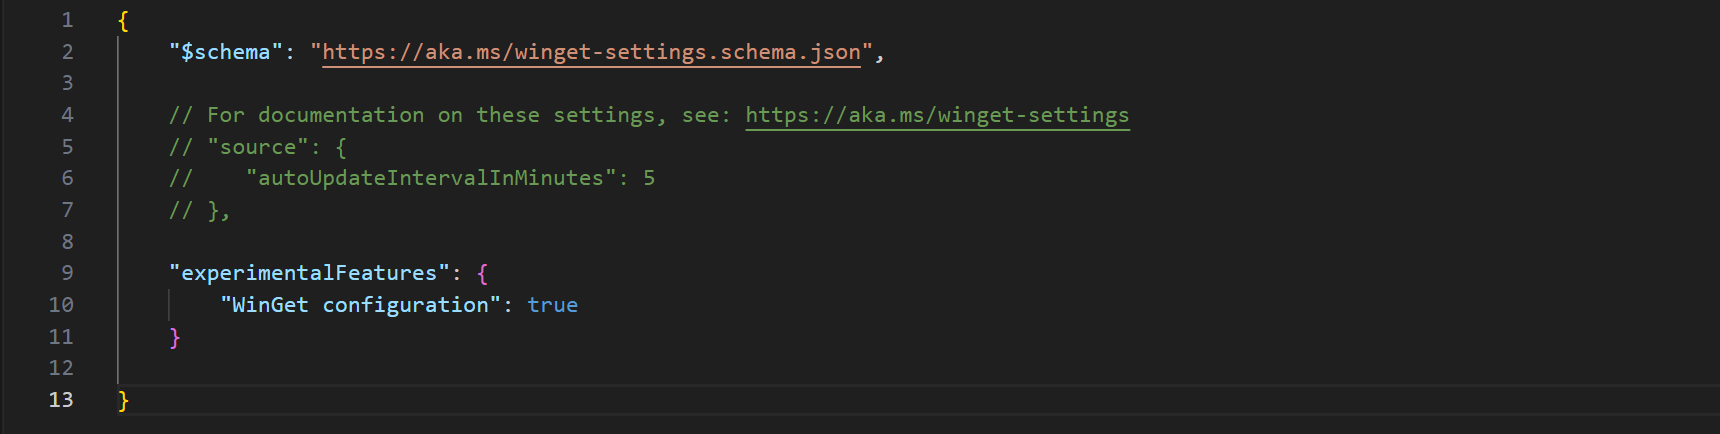 1 {
2 "$schema": "https://aka.ms/winget-settings.schema.json",
3
4 // For documentation on these settings, see: https://aka.ms/winget-settings
5 // "source": {
6 //    "autoUpdateIntervalInMinutes": 5
7 // },
8
9 "experimentalFeatures": {
10 "WinGet configuration": true
11 }
12
13 }